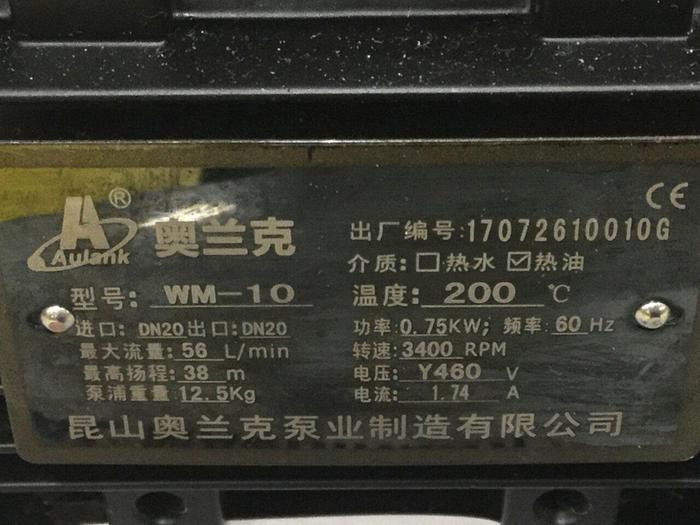 A ® CE
Aulank 奥兰克 出厂编号:17072610010G
介质:□热水 ☑热油
型号: WM-10 温度: 200 ℃
进口: DN20 出口: DN20 功率:0.75KW; 频率:60 Hz
最大流量: 56 L/min 转速:3400 RPM
最高扬程: 38 m 电压: Y460 V
泵浦重量:12.5Kg 电流: 1.74 A
昆山奥兰克泵业制造有限公司